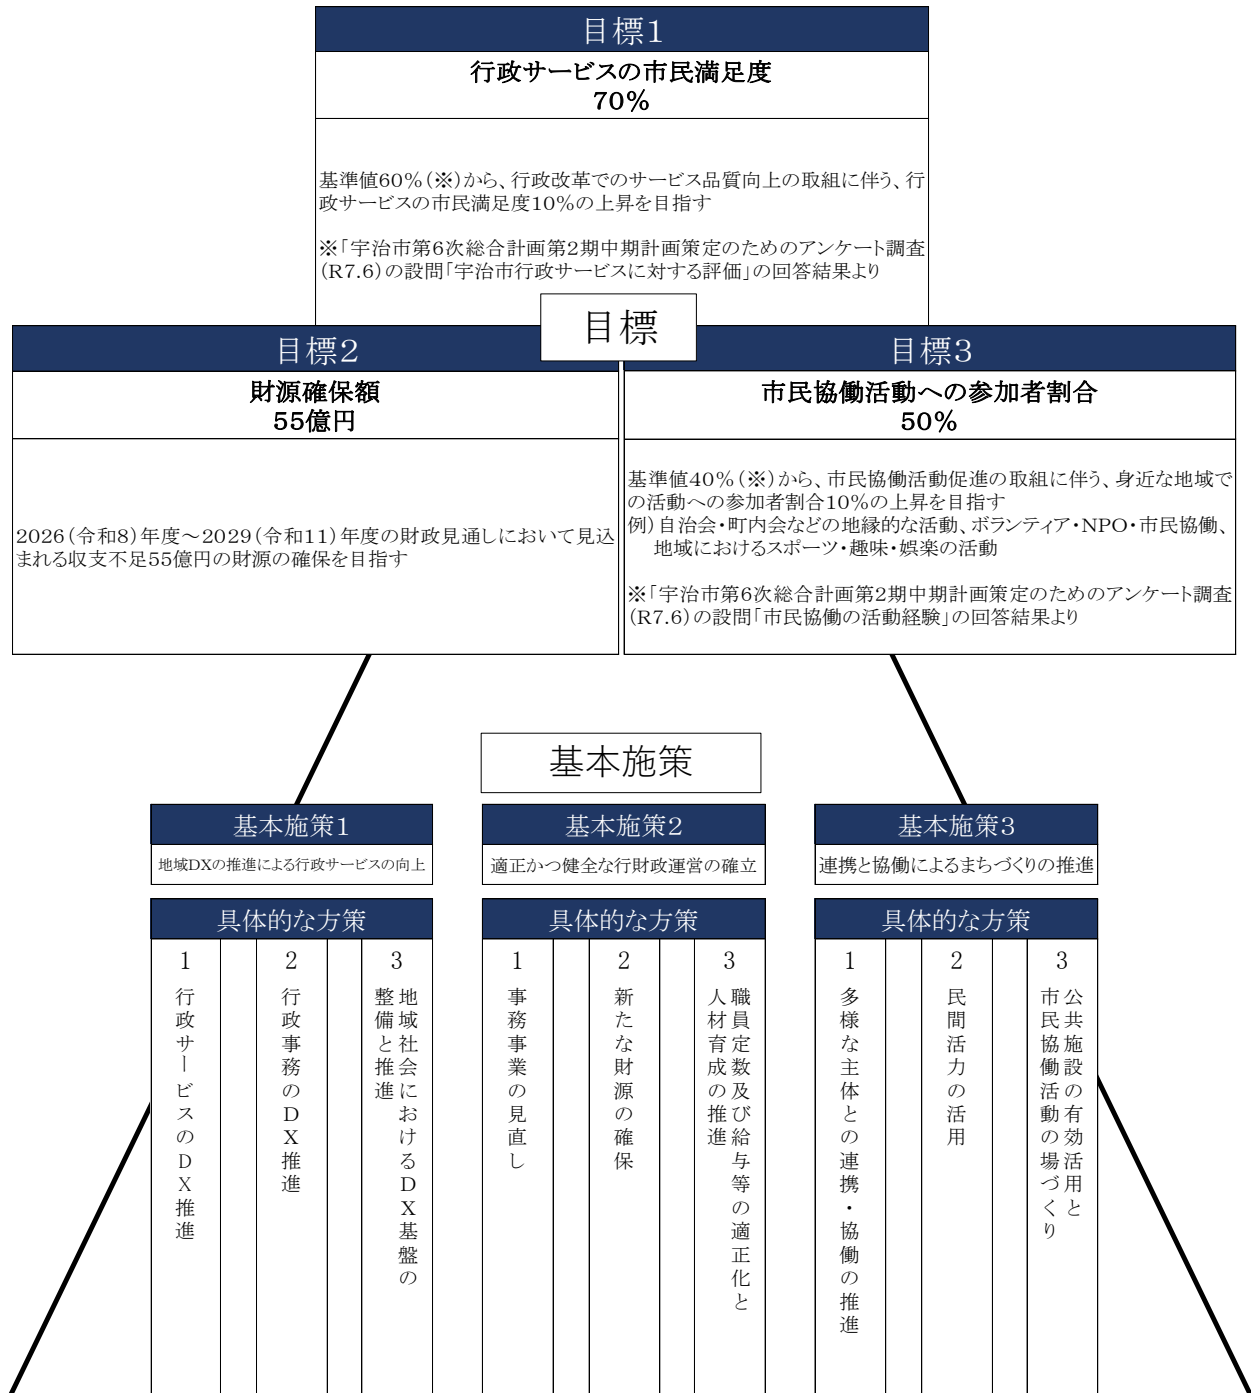 目標1
行政サービスの市民満足度
70%
基準値60%(※)から、行政改革でのサービス品質向上の取組に伴う、行
政サービスの市民満足度10%の上昇を目指す
※「宇治市第6次総合計画第2期中期計画策定のためのアンケート調査
(R7.6)の設問「宇治市行政サービスに対する評価」の回答結果より
目標
目標2
財源確保額
55億円
2026(令和8)年度～2029(令和11)年度の財政見通しにおいて見込
まれる収支不足55億円の財源の確保を目指す
目標3
市民協働活動への参加者割合
50%
基準値40%(※)から、市民協働活動促進の取組に伴う、身近な地域で
の活動への参加者割合10%の上昇を目指す
例)自治会・町内会などの地縁的な活動、ボランティア・NPO・市民協働、
地域におけるスポーツ・趣味・娯楽の活動
※「宇治市第6次総合計画第2期中期計画策定のためのアンケート調査
(R7.6)の設問「市民協働の活動経験」の回答結果より
基本施策
基本施策1
地域DXの推進による行政サービスの向上
具体的な方策
1
行政サービスのDX推進
2
行政事務のDX推進
3
地域社会におけるDX基盤の
整備と推進
基本施策2
適正かつ健全な行財政運営の確立
具体的な方策
1
事務事業の見直し
2
新たな財源の確保
3
職員定数及び給与等の適正化と
人材育成の推進
基本施策3
連携と協働によるまちづくりの推進
具体的な方策
1
多様な主体との連携・協働の推進
2
民間活力の活用
3
公共施設の有効活用と
市民協働活動の場づくり